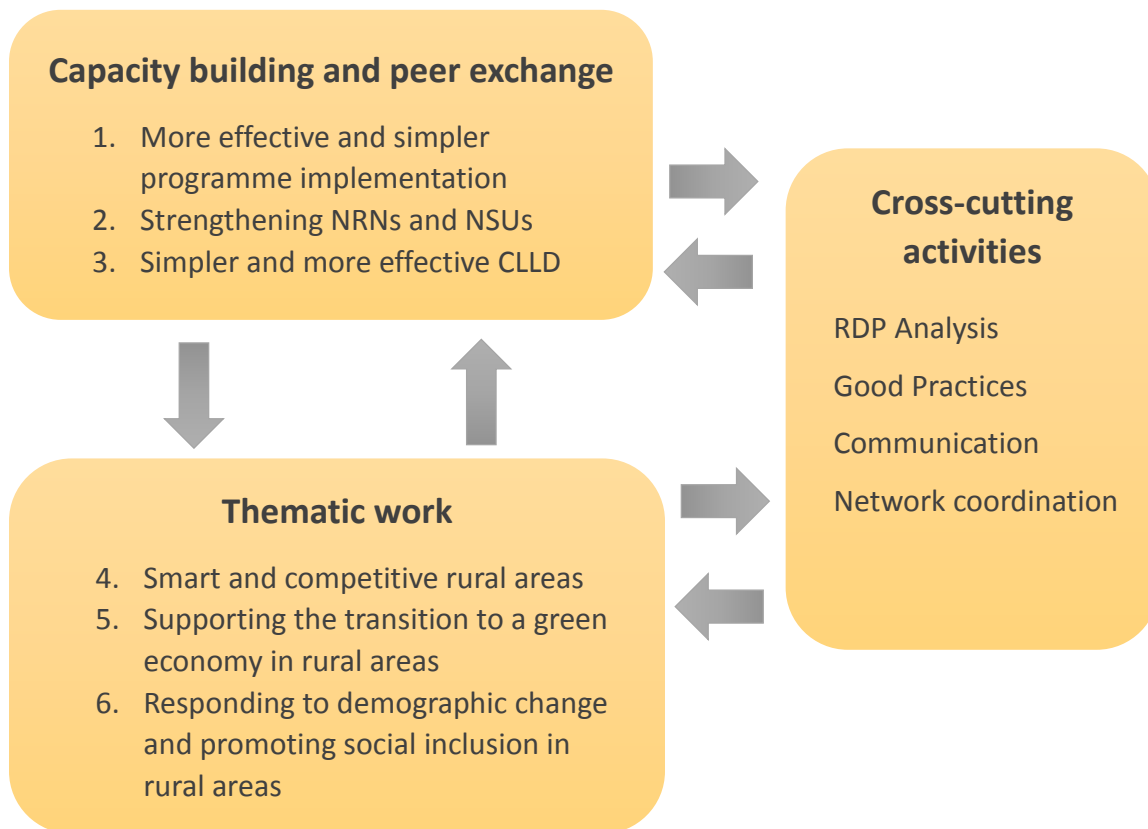 Capacity building and peer exchange
1. More effective and simpler
programme implementation
2. Strengthening NRNs and NSUs
3. Simpler and more effective CLLD
Cross-cutting
activities
RDP Analysis
Good Practices
Communication
Network coordination
Thematic work
4. Smart and competitive rural areas
5. Supporting the transition to a green
economy in rural areas
6. Responding to demographic change
and promoting social inclusion in
rural areas